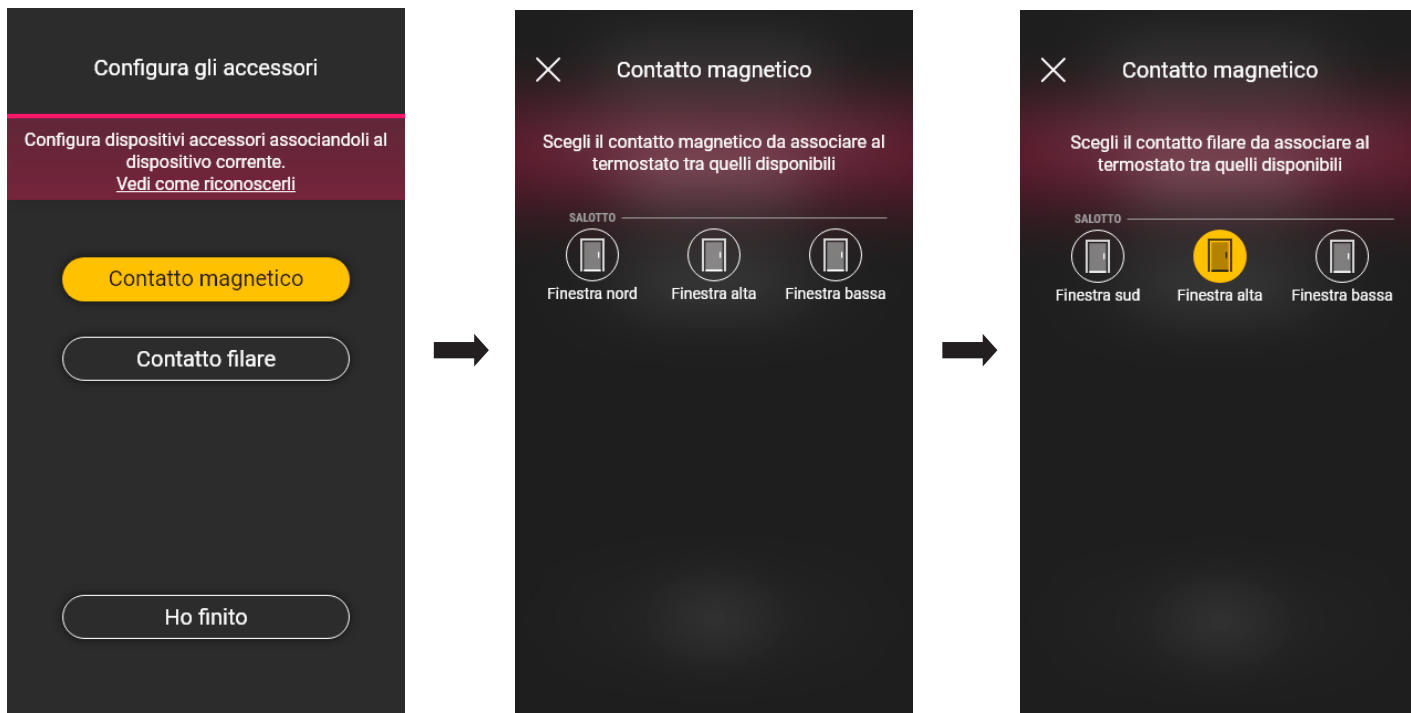 Configura gli accessori
Configura dispositivi accessori associandoli al
dispositivo corrente.
Vedi come riconoscerli
Contatto magnetico
Contatto filare
Ho finito
Contatto magnetico
Scegli il contatto magnetico da associare al
termostato tra quelli disponibili
SALOTTO
Finestra nord Finestra alta Finestra bassa
Contatto magnetico
Scegli il contatto filare da associare al
termostato tra quelli disponibili
SALOTTO
Finestra sud Finestra alta Finestra bassa